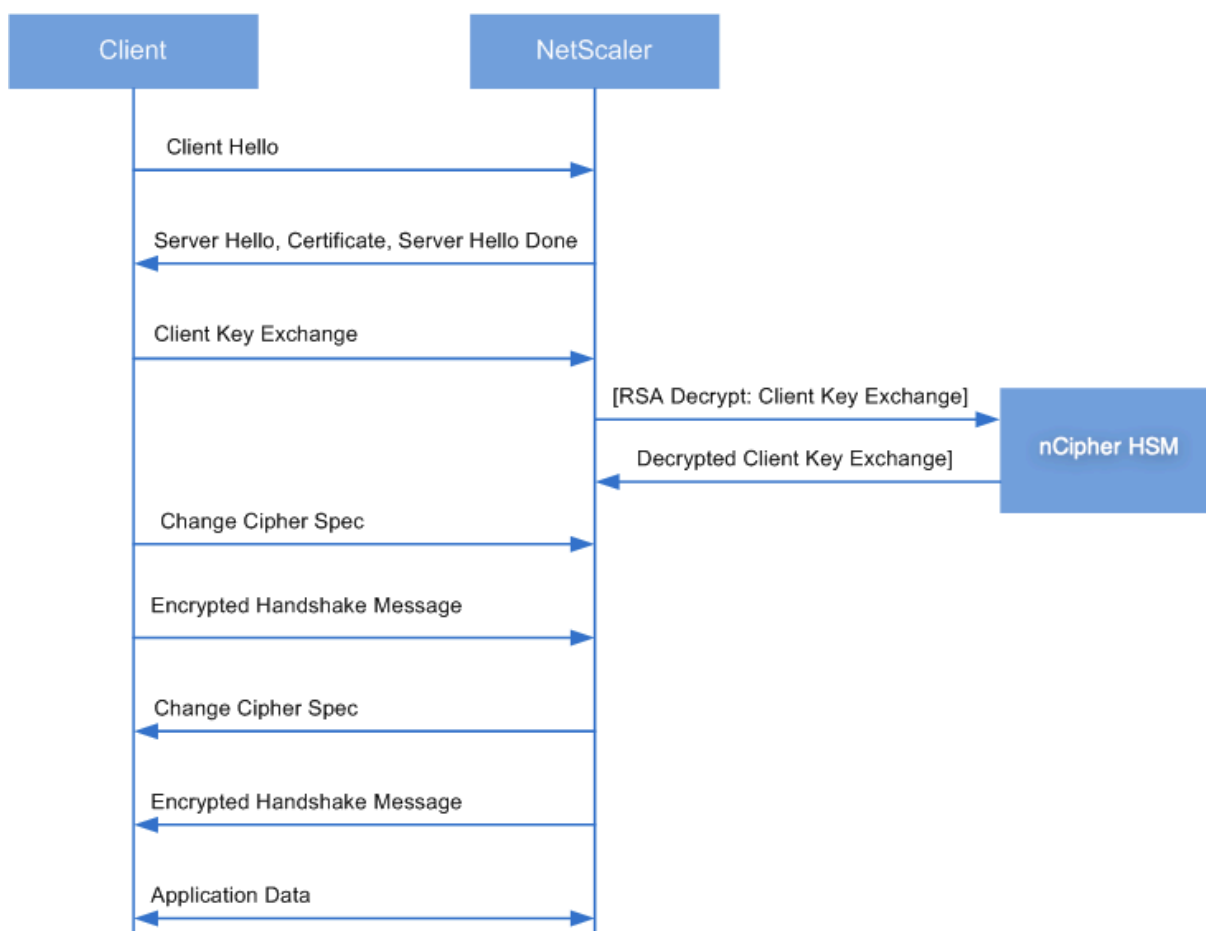 Client
NetScaler
Client Hello
Server Hello, Certificate, Server Hello Done
Client Key Exchange
[RSA Decrypt: Client Key Exchange]
nCipher HSM
Decrypted Client Key Exchange]
Change Cipher Spec
Encrypted Handshake Message
Change Cipher Spec
Encrypted Handshake Message
Application Data